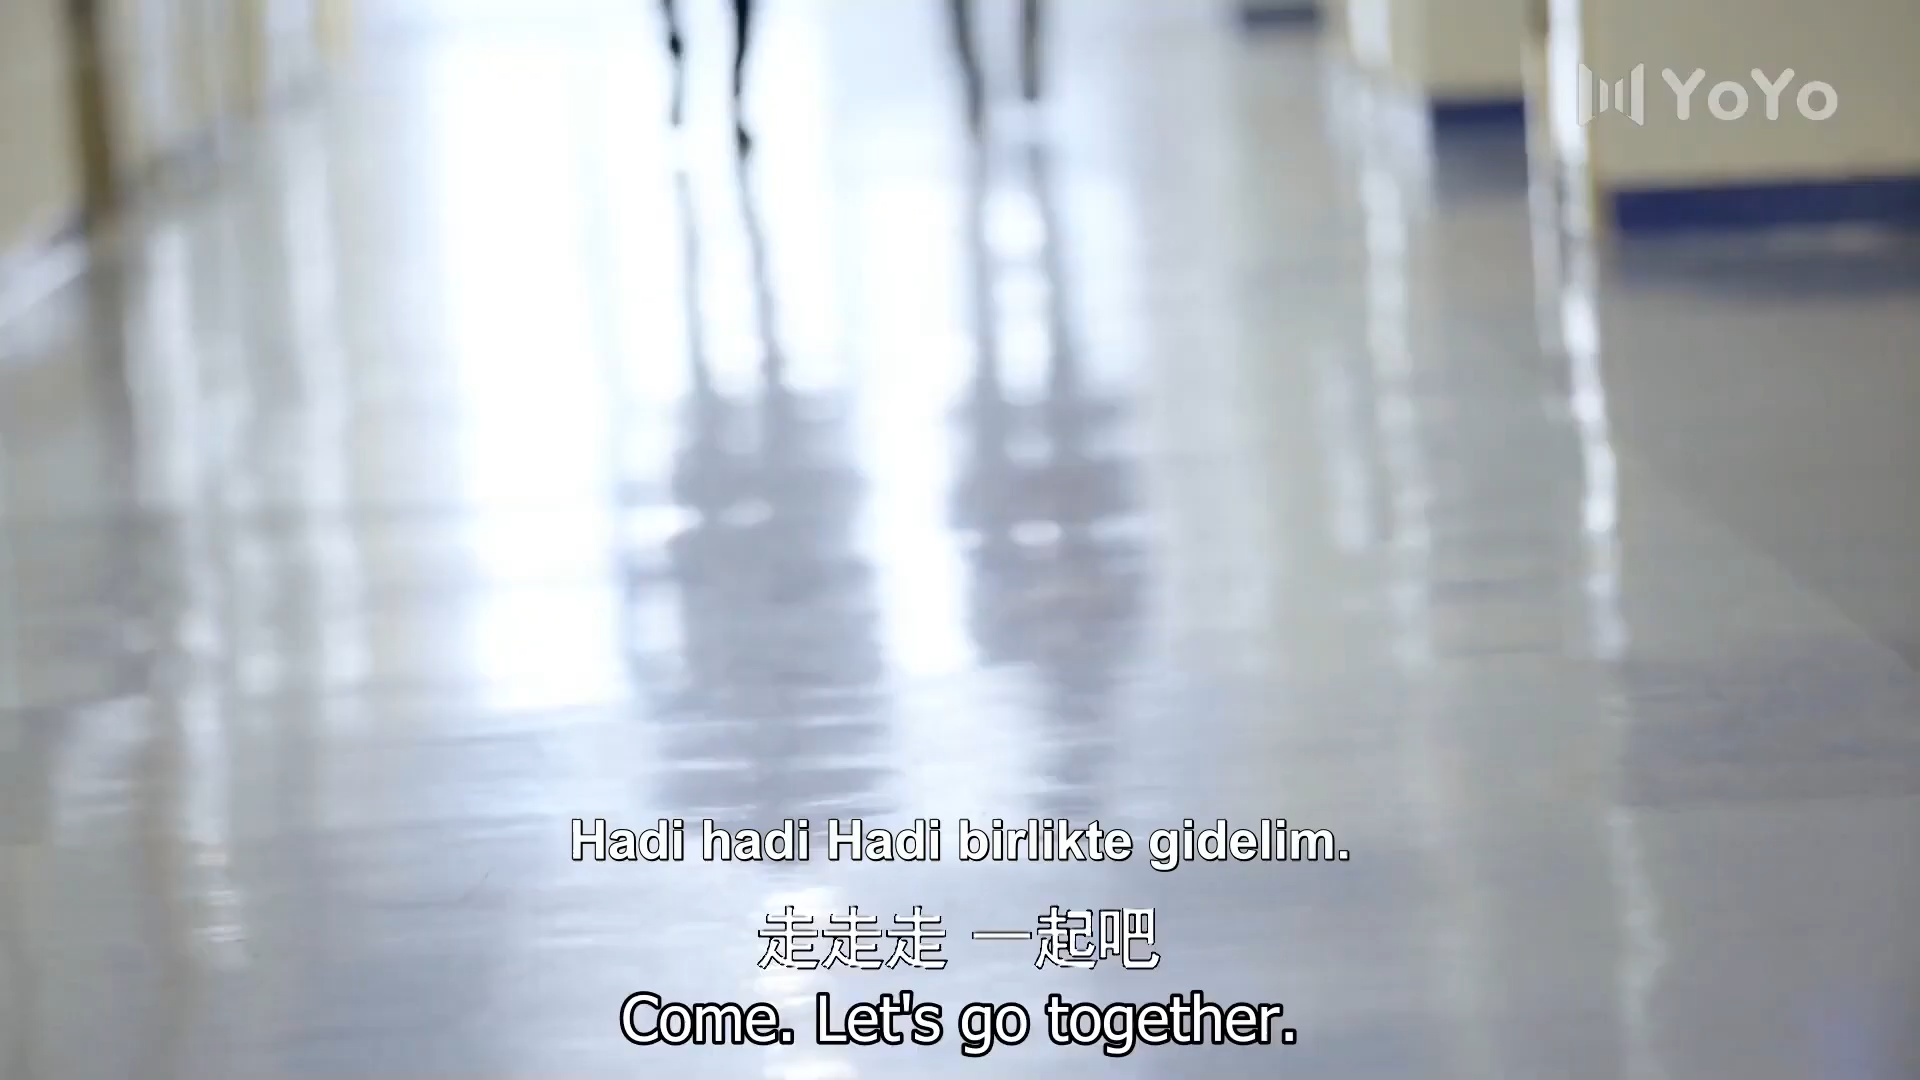 YoYo
Hadi hadi Hadi birlikte gidelim.
走走走 一起吧
Come. Let's go together.